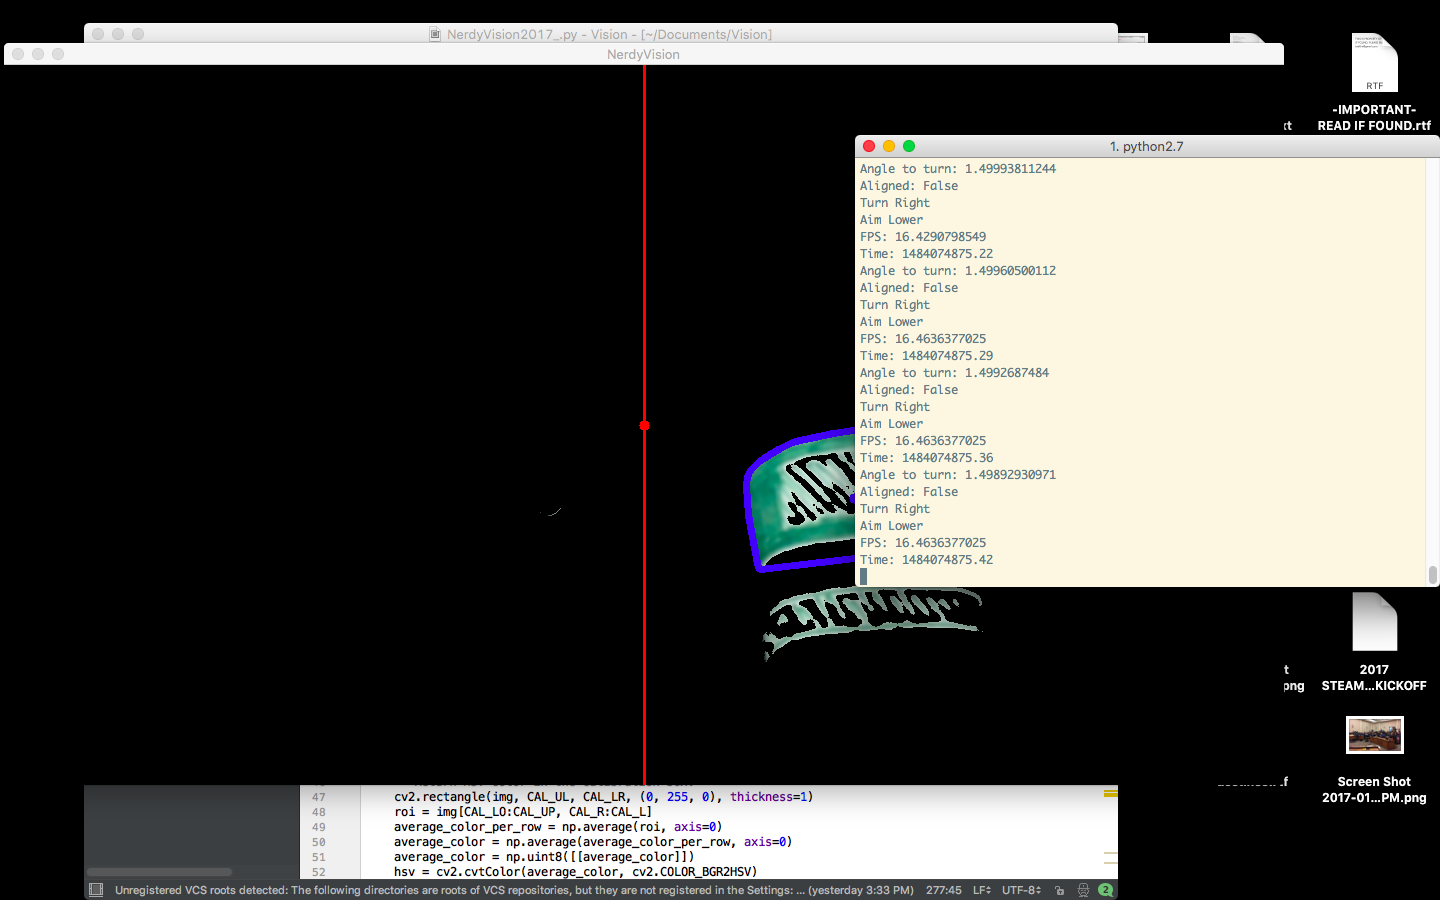 NerdyVision2017_.py - Vision - [~/Documents/Vision]
NerdyVision
RTF
-IMPORTANT-
READ IF FOUND.rtf
1. python2.7
Angle to turn: 1.49993811244
Aligned: False
Turn Right
Aim Lower
FPS: 16.4290798549
Time: 1484074875.22
Angle to turn: 1.49960500112
Aligned: False
Turn Right
Aim Lower
FPS: 16.4636377025
Time: 1484074875.29
Angle to turn: 1.4992687484
Aligned: False
Turn Right
Aim Lower
FPS: 16.4636377025
Time: 1484074875.36
Angle to turn: 1.49892930971
Aligned: False
Turn Right
Aim Lower
FPS: 16.4636377025
Time: 1484074875.42
2017
png STEAM...KICKOFF
Screen Shot
2017-01...PM.png
47 cv2.rectangle(img, CAL_UL, CAL_LR, (0, 255, 0), thickness=1)
48 roi = img[CAL_LO:CAL_UP, CAL_R:CAL_L]
49 average_color_per_row = np.average(roi, axis=0)
50 average_color = np.average(average_color_per_row, axis=0)
51 average_color = np.uint8([[average_color]])
52 hsv = cv2.cvtColor(average_color, cv2.COLOR_BGR2HSV)
Unregistered VCS roots detected: The following directories are roots of VCS repositories, but they are not registered in the Settings: ... (yesterday 3:33 PM) 277:45 LF÷ UTF-8÷ 2